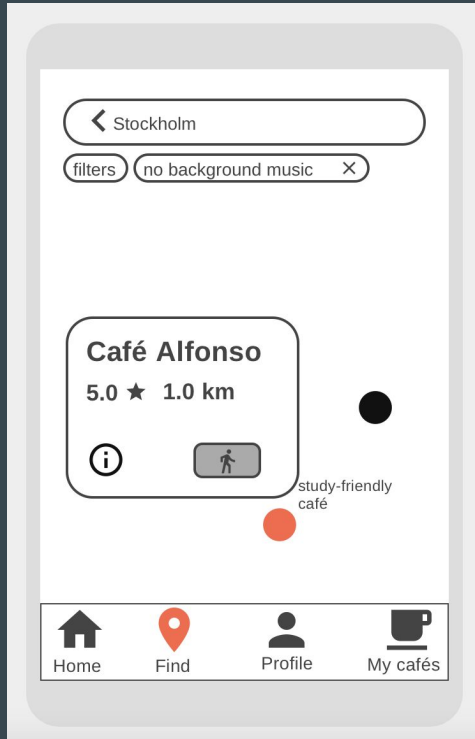 Stockholm
filters
no background music
Café Alfonso
5.0 ★ 1.0 km
study-friendly
café
Home
Find
Profile
My cafés